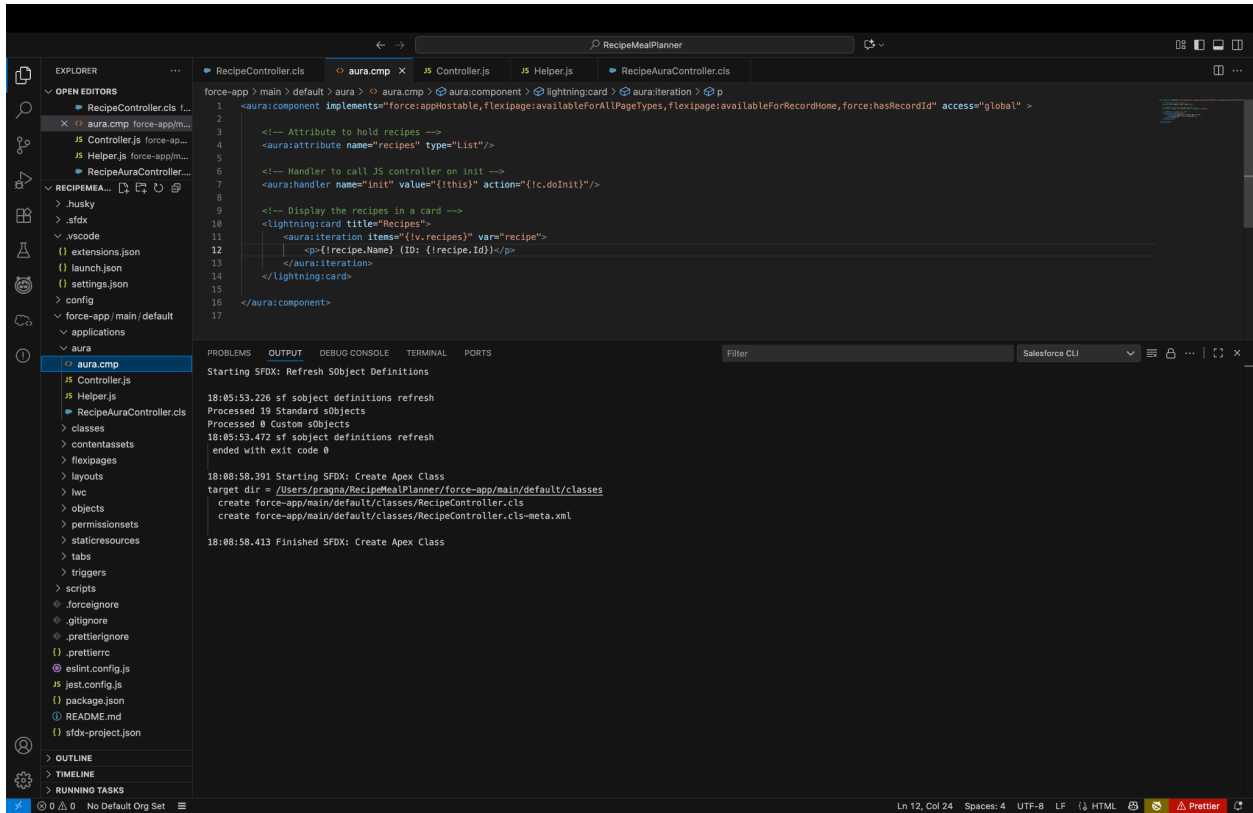 RecipeMealPlanner
EXPLORER
OPEN EDITORS
RecipeController.cls f...
aura.cmp force-app/m...
JS Controller.js force-ap...
JS Helper.js force-app/m...
RecipeAuraController....
RECIPEMEA...
.husky
.sfdx
.vscode
{} extensions.json
{} launch.json
{} settings.json
config
force-app/main/default
applications
aura
aura.cmp
JS Controller.js
JS Helper.js
RecipeAuraController.cls
classes
contentassets
flexipages
layouts
lwc
objects
permissionsets
staticresources
tabs
triggers
scripts
.forceignore
.gitignore
.prettierignore
{} .prettierrc
eslint.config.js
JS jest.config.js
{} package.json
README.md
{} sfdx-project.json
OUTLINE
TIMELINE
RUNNING TASKS
RecipeController.cls aura.cmp JS Controller.js JS Helper.js RecipeAuraController.cls
force-app > main > default > aura > aura.cmp > aura:component > lightning:card > aura:iteration > p
1 <aura:component implements="force:appHostable,flexipage:availableForAllPageTypes,flexipage:availableForRecordHome,force:hasRecordId" access="global" >
2
3 <!-- Attribute to hold recipes -->
4 <aura:attribute name="recipes" type="List"/>
5
6 <!-- Handler to call JS controller on init -->
7 <aura:handler name="init" value="{!this}" action="{!c.doInit}"/>
8
9 <!-- Display the recipes in a card -->
10 <lightning:card title="Recipes">
11 <aura:iteration items="{!v.recipes}" var="recipe">
12 <p>{!recipe.Name} (ID: {!recipe.Id})</p>
13 </aura:iteration>
14 </lightning:card>
15
16 </aura:component>
17
PROBLEMS OUTPUT DEBUG CONSOLE TERMINAL PORTS Filter Salesforce CLI
Starting SFDX: Refresh SObject Definitions
18:05:53.226 sf sobject definitions refresh
Processed 19 Standard sObjects
Processed 0 Custom sObjects
18:05:53.472 sf sobject definitions refresh
ended with exit code 0
18:08:58.391 Starting SFDX: Create Apex Class
target dir = /Users/pragna/RecipeMealPlanner/force-app/main/default/classes
create force-app/main/default/classes/RecipeController.cls
create force-app/main/default/classes/RecipeController.cls-meta.xml
18:08:58.413 Finished SFDX: Create Apex Class
0 0 No Default Org Set Ln 12, Col 24 Spaces: 4 UTF-8 LF HTML Prettier